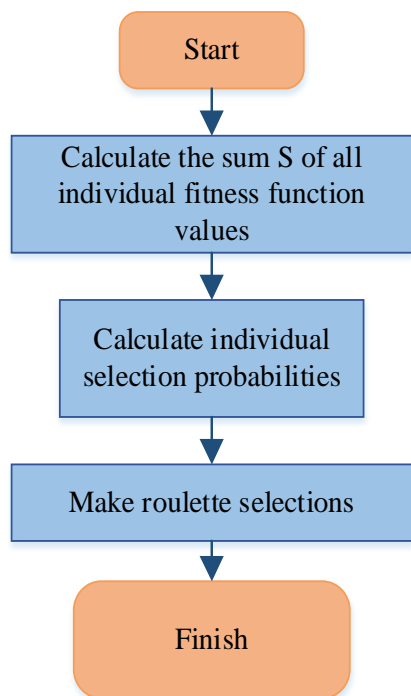 Start
Calculate the sum S of all
individual fitness function
values
Calculate individual
selection probabilities
Make roulette selections
Finish